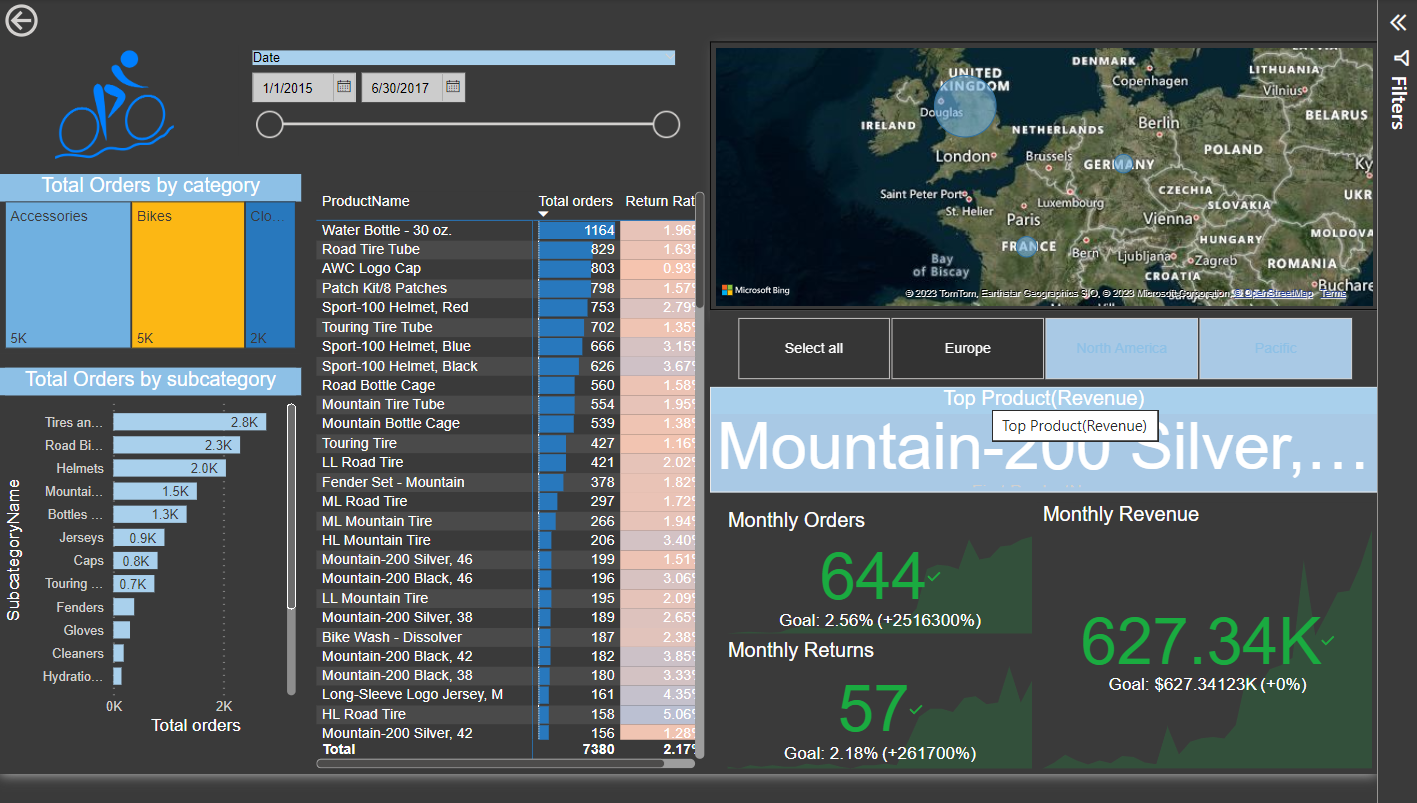 Date
1/1/2015
6/30/2017
Total Orders by category
Accessories
Bikes
Clo...
5K
5K
2K
Total Orders by subcategory
SubcategoryName
Tires an... 2.8K
Road Bi... 2.3K
Helmets 2.0K
Mountai... 1.5K
Bottles ... 1.3K
Jerseys 0.9K
Caps 0.8K
Touring ... 0.7K
Fenders
Gloves
Cleaners
Hydratio...
0K 2K
Total orders
ProductName Total orders Return Rat
Water Bottle - 30 oz. 1164 1.96%
Road Tire Tube 829 1.63%
AWC Logo Cap 803 0.93%
Patch Kit/8 Patches 798 1.57%
Sport-100 Helmet, Red 753 2.79%
Touring Tire Tube 702 1.35%
Sport-100 Helmet, Blue 666 3.15%
Sport-100 Helmet, Black 626 3.67%
Road Bottle Cage 560 1.58%
Mountain Tire Tube 554 1.95%
Mountain Bottle Cage 539 1.38%
Touring Tire 427 1.16%
LL Road Tire 421 2.02%
Fender Set - Mountain 378 1.82%
ML Road Tire 297 1.72%
ML Mountain Tire 266 1.94%
HL Mountain Tire 206 3.40%
Mountain-200 Silver, 46 199 1.51%
Mountain-200 Black, 46 196 3.06%
LL Mountain Tire 195 2.09%
Mountain-200 Silver, 38 189 2.65%
Bike Wash - Dissolver 187 2.38%
Mountain-200 Black, 42 182 3.85%
Mountain-200 Black, 38 180 3.33%
Long-Sleeve Logo Jersey, M 161 4.35%
HL Road Tire 158 5.06%
Mountain-200 Silver, 42 156 1.28%
Total 7380 2.17%
DENMARK
Copenhagen
LITHUANIA
Vilnius
UNITED
KINGDOM
Douglas
IRELAND
NETHERLANDS
Berlin
BELARUS
London
Brussels
GERMANY
POLAND
Ky
Saint Peter Port
St. Helier
Luxembourg
CZECHIA
SLOVAKIA
UKR
Paris
Vienna
MOLDOVA
FRANCE
Bern
HUNGARY
Ljubljana
Zagreb
ROMANIA
Bay
of Biscay
CROATIA
Buchare
Microsoft Bing
© 2023 TomTom, Earthstar Geographics SIO, © 2023 Microsoft Corporation, © OpenStreetMap Terms
Select all
Europe
North America
Pacific
Top Product(Revenue)
Top Product(Revenue)
Mountain-200 Silver,...
Monthly Orders
644
Goal: 2.56% (+2516300%)
Monthly Returns
57
Goal: 2.18% (+261700%)
Monthly Revenue
627.34K
Goal: $627.34123K (+0%)
Filters